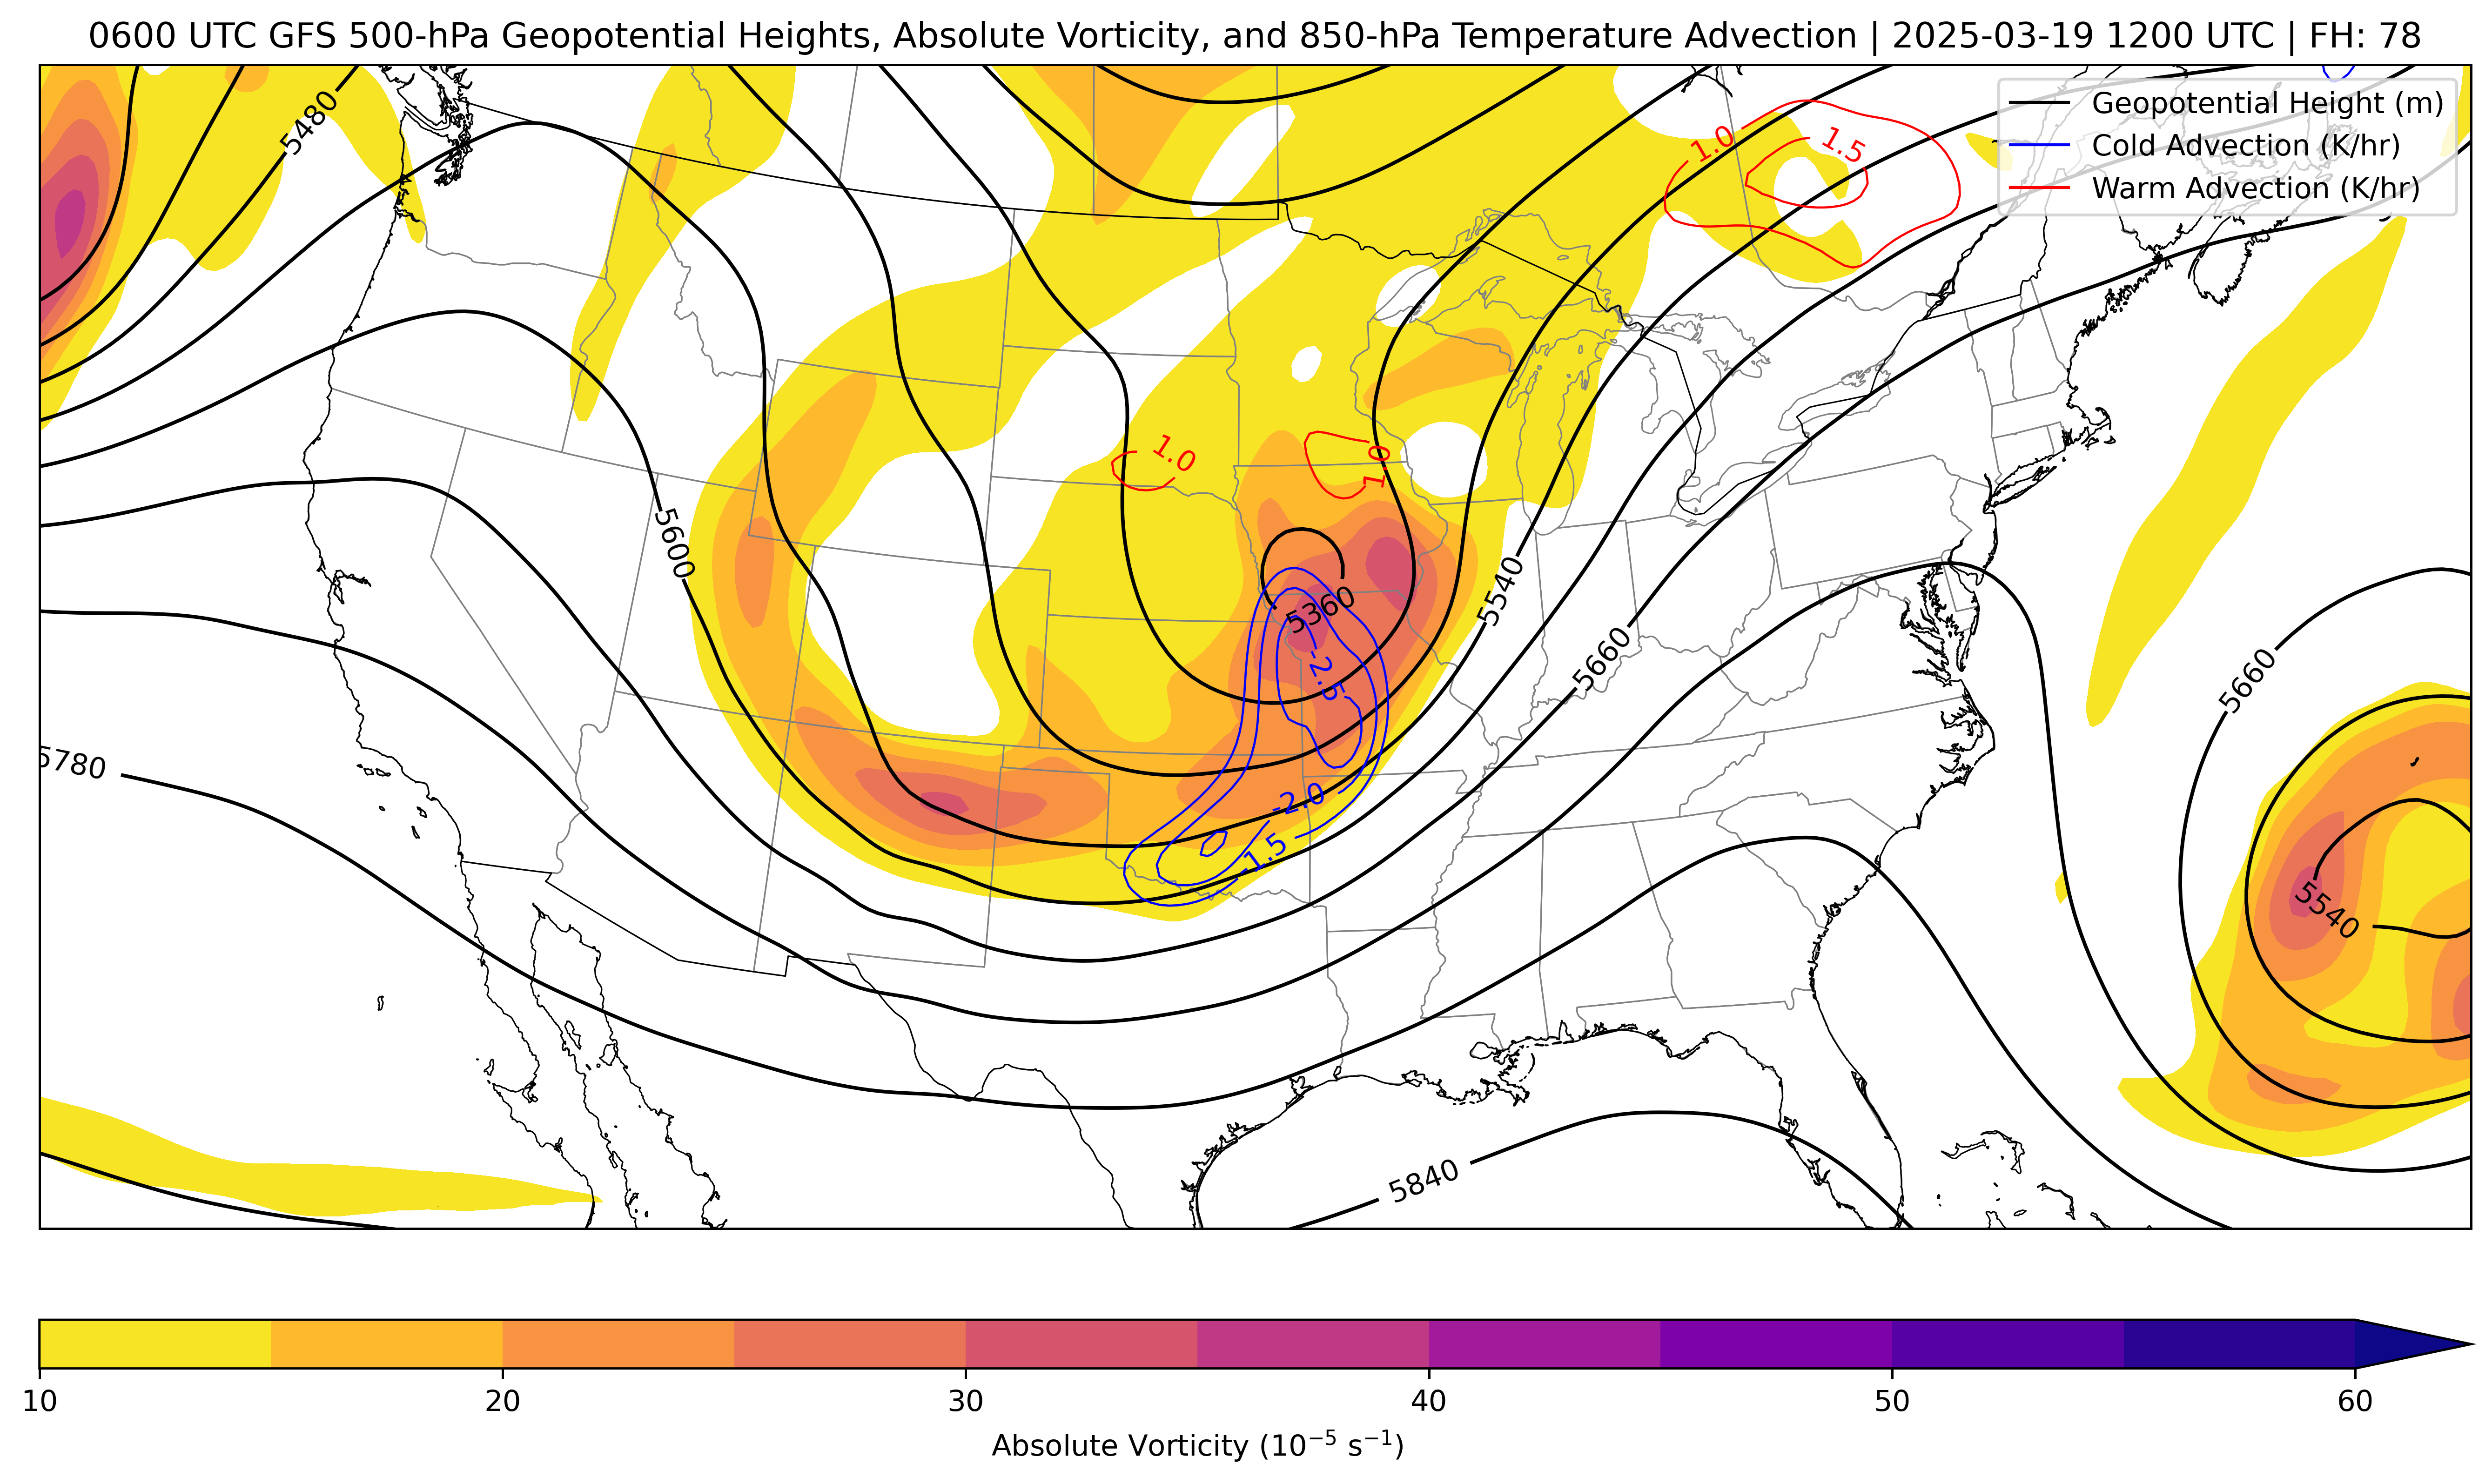 0600 UTC GFS 500-hPa Geopotential Heights, Absolute Vorticity, and 850-hPa Temperature Advection | 2025-03-19 1200 UTC | FH: 78
Geopotential Height (m)
Cold Advection (K/hr)
Warm Advection (K/hr)
5480
1.0
1.5
1.0
1.0
5600
5360
5540
-2.5
5660
5660
5780
-2.0
-1.5
5540
5840
10 20 30 40 50 60
Absolute Vorticity (10⁻⁵ s⁻¹)